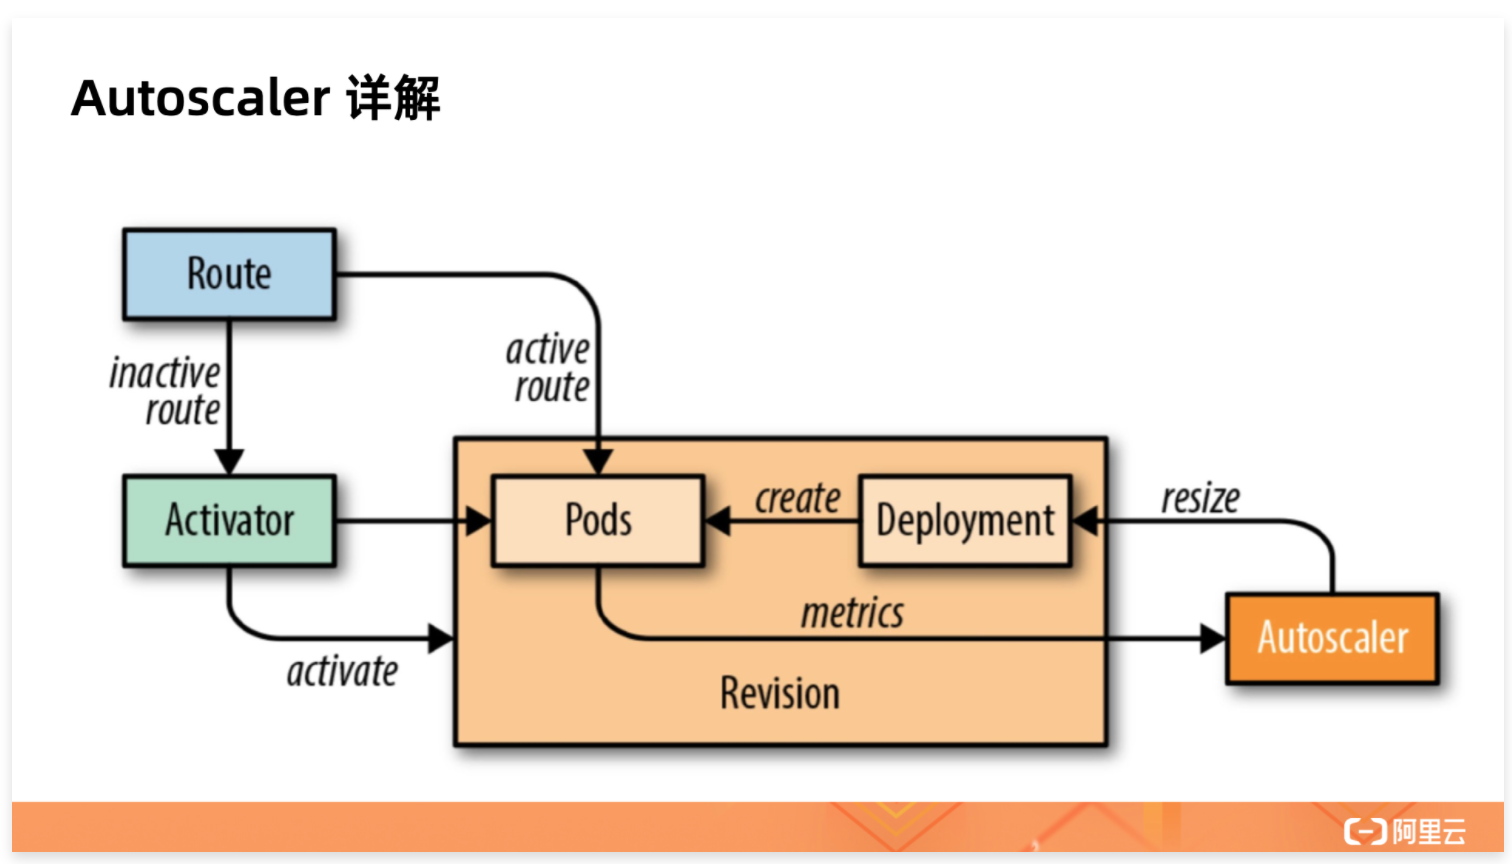 Autoscaler 详解
Route
inactive
route
active
route
Activator
Pods
create
Deployment
resize
activate
metrics
Autoscaler
Revision
阿里云